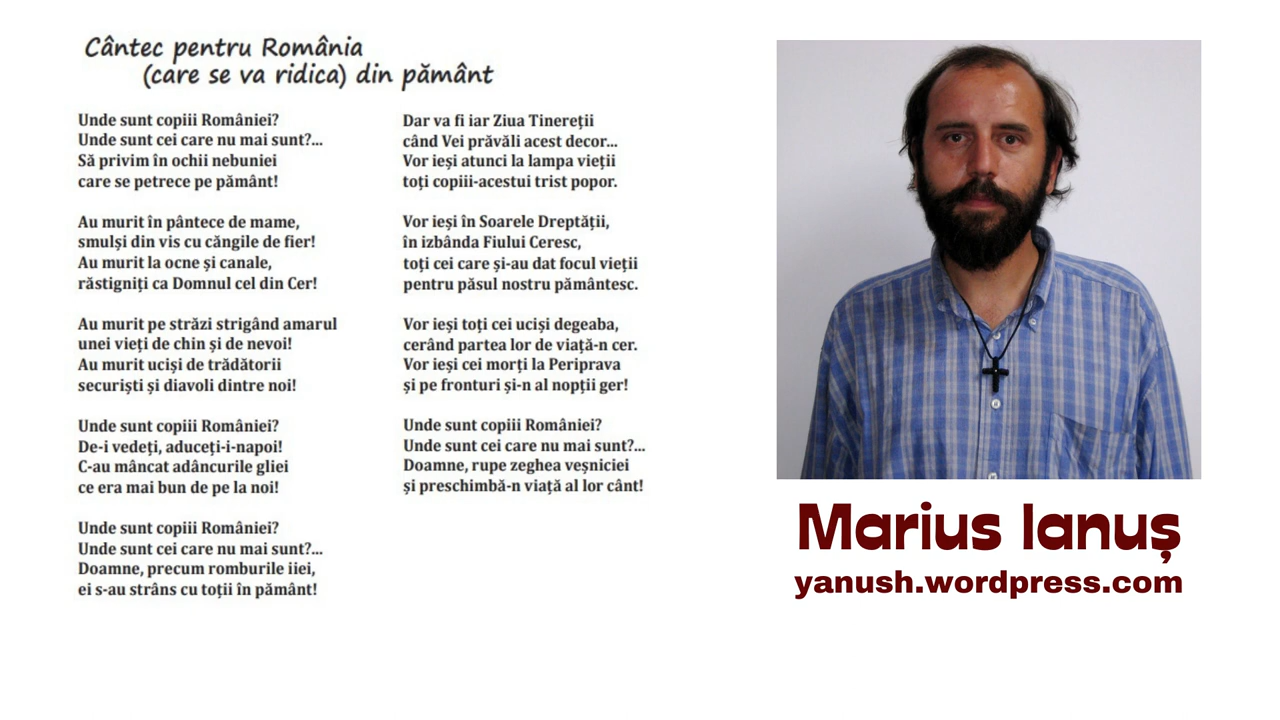 Cântec pentru România
(care se va ridica) din pământ
Unde sunt copiii României?
Unde sunt cei care nu mai sunt?...
Să privim în ochii nebuniei
care se petrece pe pământ!
Au murit în pântece de mame,
smulși din vis cu căngile de fier!
Au murit la ocne și canale,
răstigniți ca Domnul cel din Cer!
Au murit pe străzi strigând amarul
unei vieți de chin și de nevoi!
Au murit uciși de trădătorii
securiști și diavoli dintre noi!
Unde sunt copiii României?
De-i vedeți, aduceți-i-napoi!
C-au mâncat adâncurile gliei
ce era mai bun de pe la noi!
Unde sunt copiii României?
Unde sunt cei care nu mai sunt?...
Doamne, precum romburile iiei,
ei s-au strâns cu toții în pământ!
Dar va fi iar Ziua Tinereții
când Vei prăvăli acest decor...
Vor ieși atunci la lampa vieții
toți copiii-acestui trist popor.
Vor ieși în Soarele Dreptății,
în izbânda Fiului Ceresc,
toți cei care și-au dat focul vieții
pentru păsul nostru pământesc.
Vor ieși toți cei uciși degeaba,
cerând partea lor de viață-n cer.
Vor ieși cei morți la Periprava
și pe fronturi și-n al nopții ger!
Unde sunt copiii României?
Unde sunt cei care nu mai sunt?...
Doamne, rupe zeghea veșniciei
și preschimbă-n viață al lor cânt!
Marius Ianuș
yanush.wordpress.com